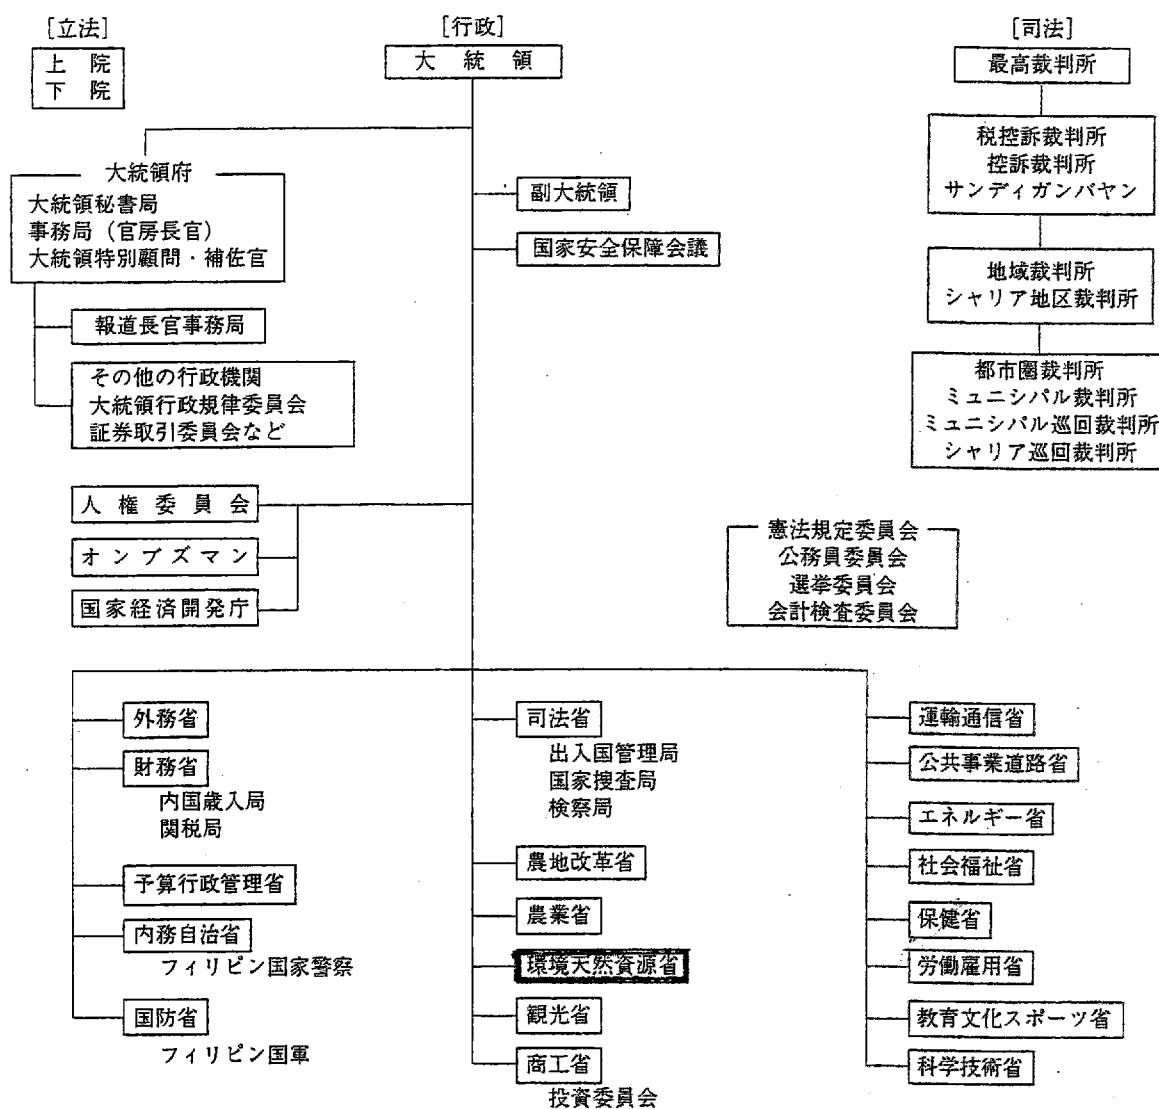 [立法]
上院
下院
[行政]
大統領
[司法]
最高裁判所
税控訴裁判所
控訴裁判所
サンディガンバヤン
地域裁判所
シャリア地区裁判所
都市圏裁判所
ミュニシパル裁判所
ミュニシパル巡回裁判所
シャリア巡回裁判所
大統領府
大統領秘書局
事務局（官房長官）
大統領特別顧問・補佐官
報道長官事務局
その他の行政機関
大統領行政規律委員会
証券取引委員会など
副大統領
国家安全保障会議
人権委員会
オンブズマン
国家経済開発庁
憲法規定委員会
公務員委員会
選挙委員会
会計検査委員会
外務省
財務省
内国歳入局
関税局
予算行政管理省
内務自治省
フィリピン国家警察
国防省
フィリピン国軍
司法省
出入国管理局
国家捜査局
検察局
農地改革省
農業省
環境天然資源省
観光省
商工省
投資委員会
運輸通信省
公共事業道路省
エネルギー省
社会福祉省
保健省
労働雇用省
教育文化スポーツ省
科学技術省